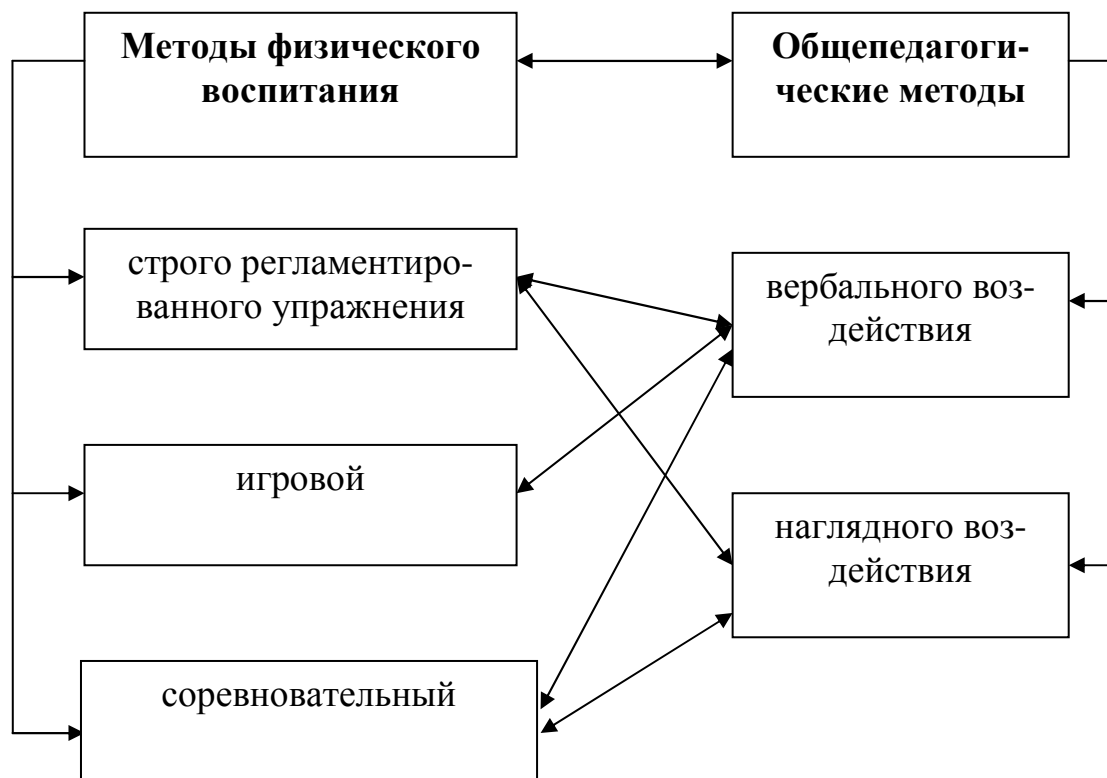 Методы физического
воспитания
Общепедагоги-
ческие методы
строго регламентиро-
ванного упражнения
вербального воз-
действия
игровой
наглядного воз-
действия
соревновательный